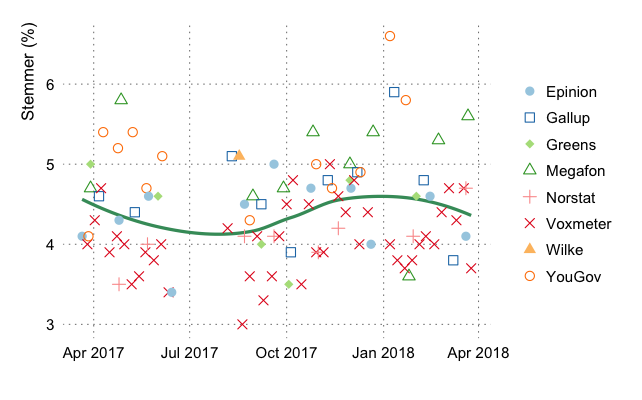 Stemmer (%)
6
5
4
3
Apr 2017
Jul 2017
Oct 2017
Jan 2018
Apr 2018
Epinion
Gallup
Greens
Megafon
Norstat
Voxmeter
Wilke
YouGov